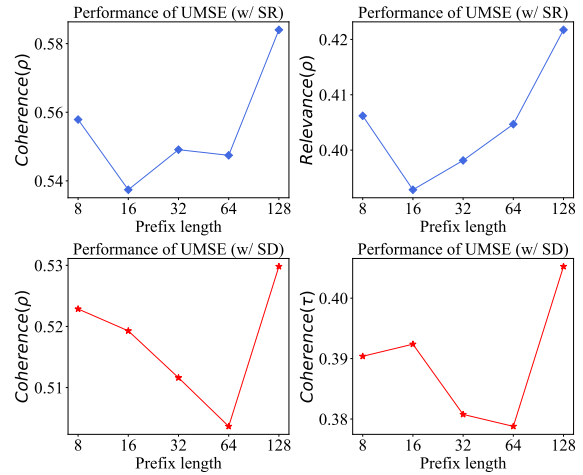 Performance of UMSE (w/ SR)
Coherence(ρ)
0.58
0.56
0.54
8 16 32 64 128
Prefix length
Performance of UMSE (w/ SR)
Relevance(ρ)
0.42
0.41
0.40
8 16 32 64 128
Prefix length
Performance of UMSE (w/ SD)
Coherence(ρ)
0.53
0.52
0.51
8 16 32 64 128
Prefix length
Performance of UMSE (w/ SD)
Coherence(τ)
0.40
0.39
0.38
8 16 32 64 128
Prefix length